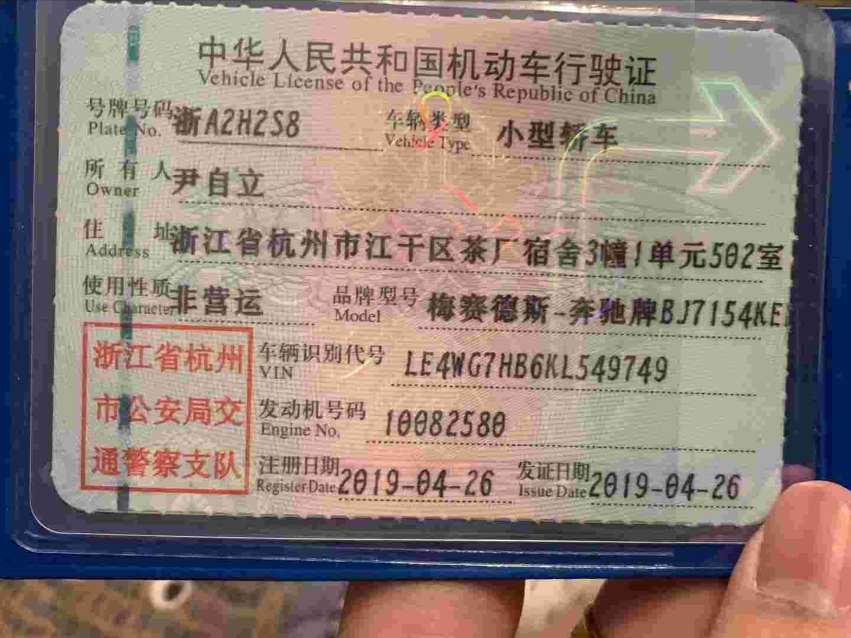 中华人民共和国机动车行驶证
Vehicle License of the People's Republic of China
号牌号码 浙A2H2S8 车辆类型 小型轿车
Plate No. Vehicle Type
所有人 尹自立
Owner
住址 浙江省杭州市江干区茶厂宿舍3幢1单元502室
Address
使用性质 非营运 品牌型号 梅赛德斯-奔驰牌BJ7154KE
Use Character Model
浙江省杭州
市公安局交
通警察支队
车辆识别代号 LE4WG7HB6KL549749
VIN
发动机号码 10082580
Engine No.
注册日期 2019-04-26 发证日期 2019-04-26
Register Date Issue Date